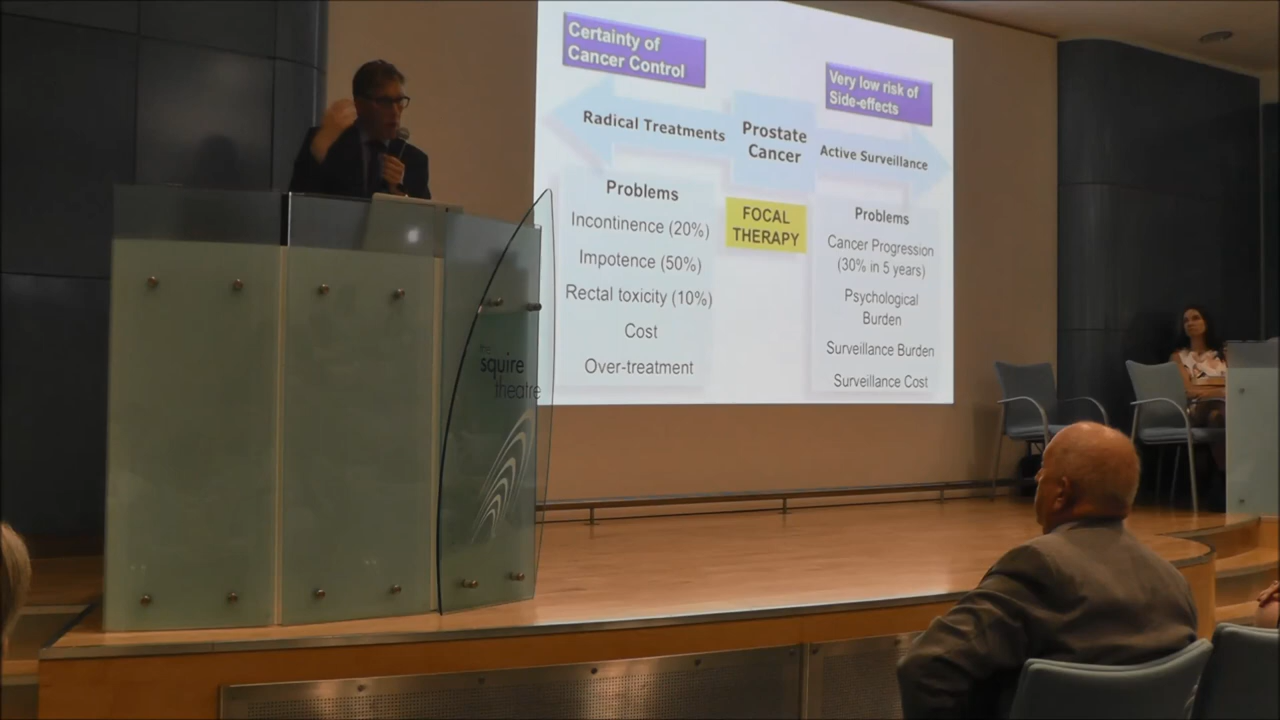 Certainty of
Cancer Control
Very low risk of
Side-effects
Radical Treatments
Prostate
Cancer
Active Surveillance
Problems
Incontinence (20%)
Impotence (50%)
Rectal toxicity (10%)
Cost
Over-treatment
FOCAL
THERAPY
Problems
Cancer Progression
(30% in 5 years)
Psychological
Burden
Surveillance Burden
Surveillance Cost
the
squire
theatre